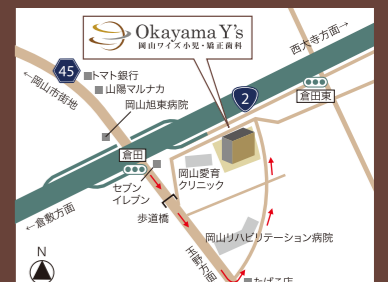 Okayama Y's
岡山ワイズ小児・矯正歯科
西大寺方面→
45
トマト銀行
山陽マルナカ
←岡山市街地
岡山旭東病院
2
倉田東
倉田
岡山愛育
クリニック
セブン
イレブン
←倉敷方面
歩道橋
岡山リハビリテーション病院
玉野方面
N
たばこ店